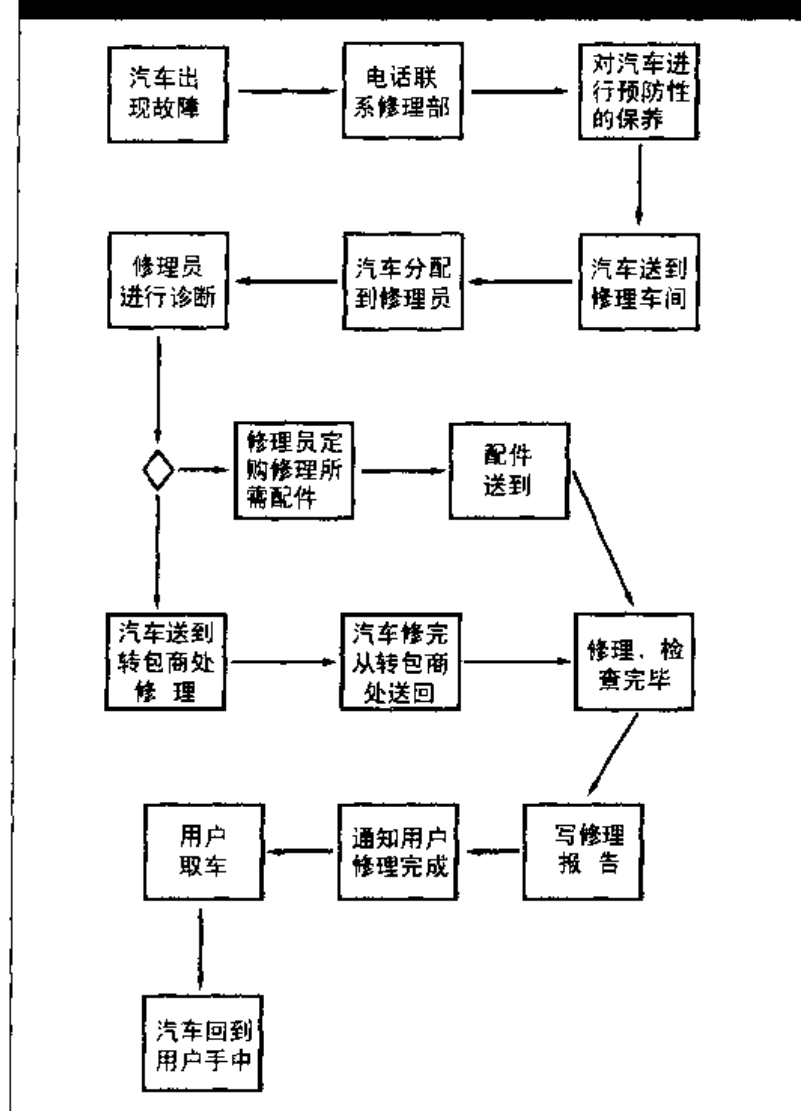 汽车出
现故障
电话联
系修理部
对汽车进
行预防性
的保养
修理员
进行诊断
汽车分配
到修理员
汽车送到
修理车间
修理员定
购修理所
需配件
配件
送到
汽车送到
转包商处
修 理
汽车修完
从转包商
处送回
修理、检
查完毕
用户
取车
通知用户
修理完成
写修理
报 告
汽车回到
用户手中